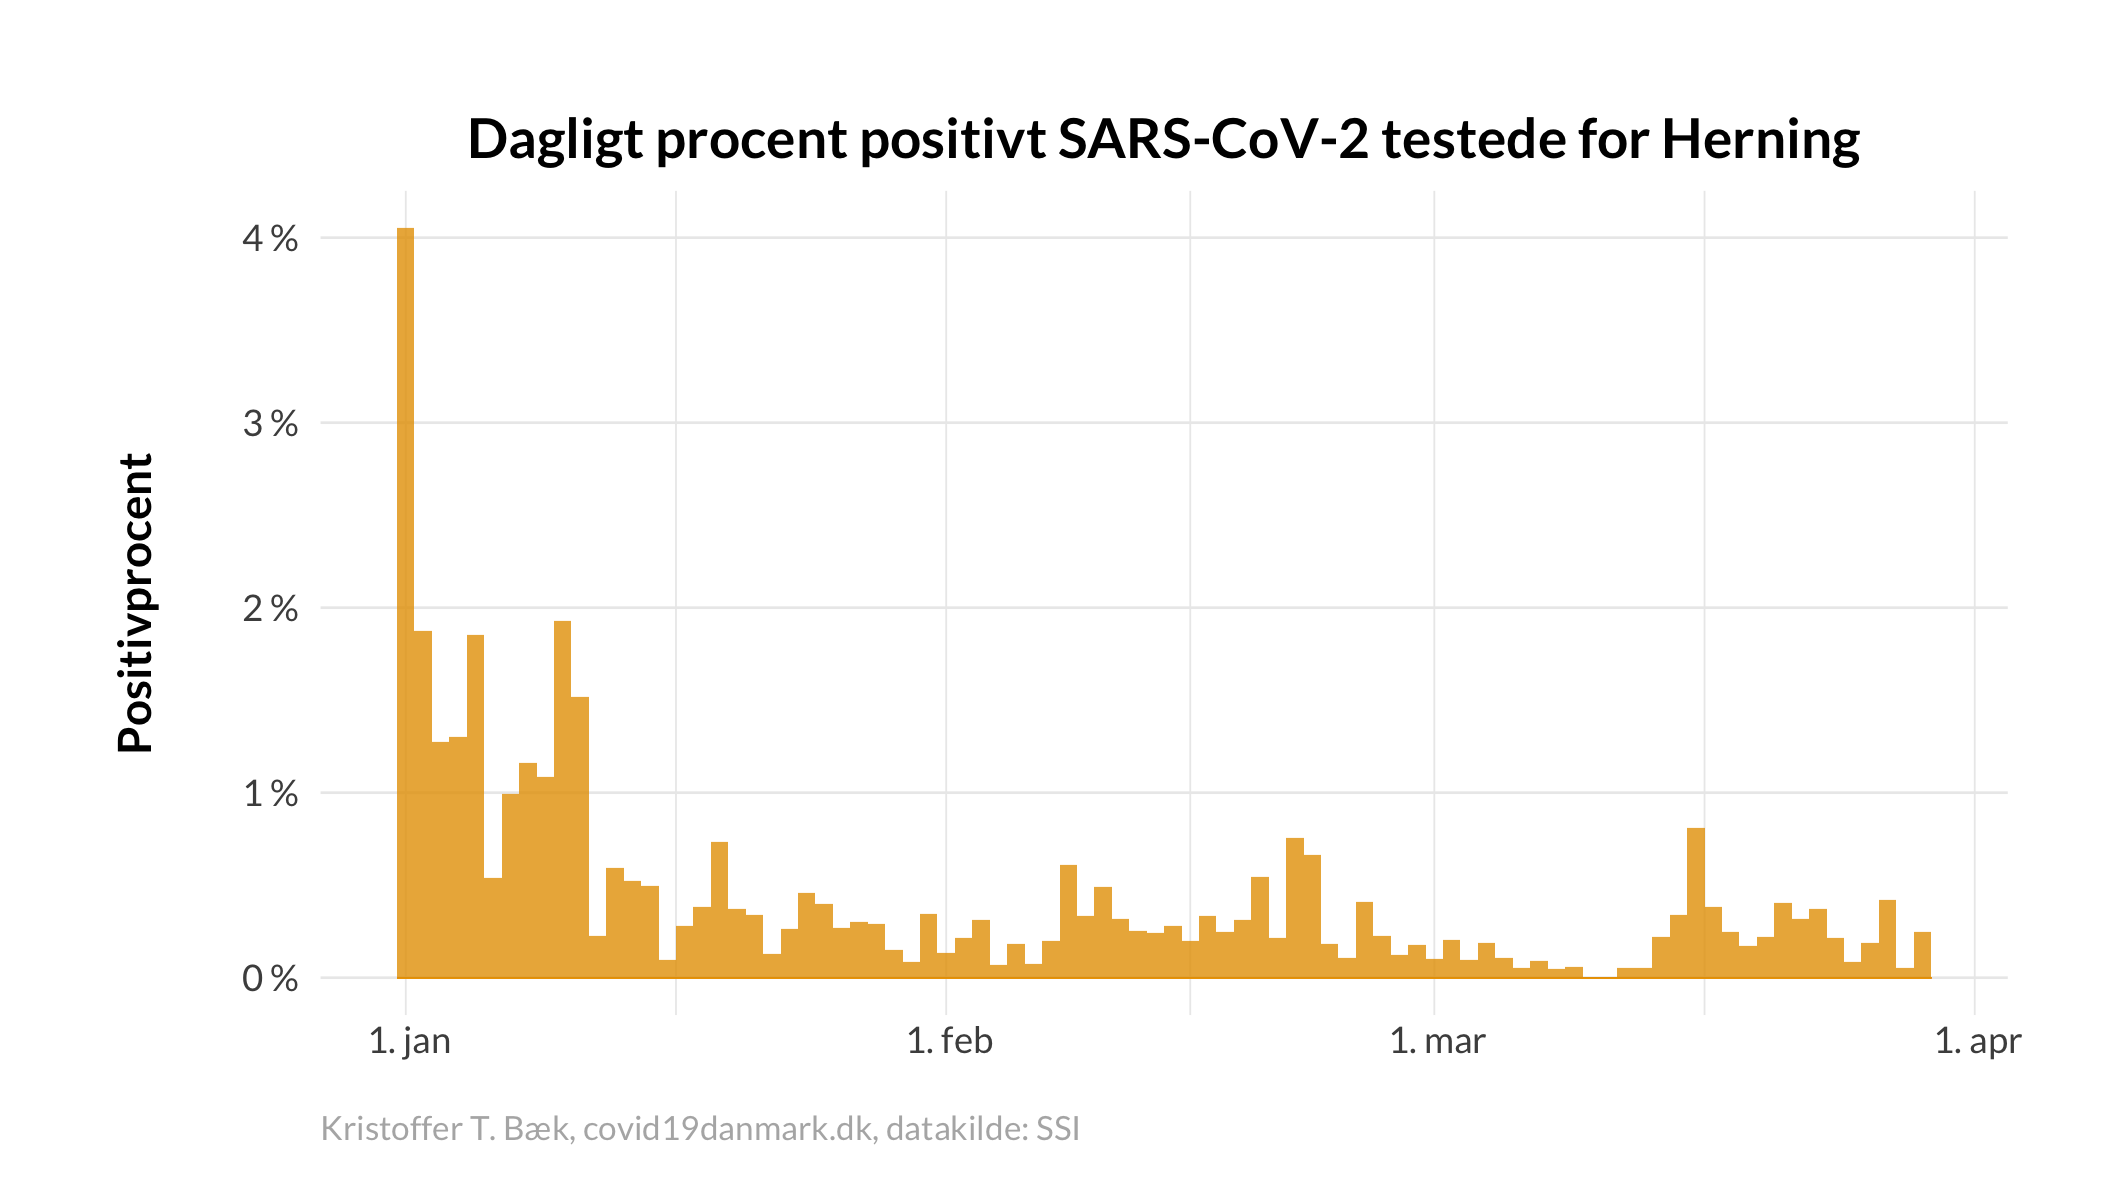 Dagligt procent positivt SARS-CoV-2 testede for Herning
Positivprocent
4 %
3 %
2 %
1 %
0 %
1. jan
1. feb
1. mar
1. apr
Kristoffer T. Bæk, covid19danmark.dk, datakilde: SSI